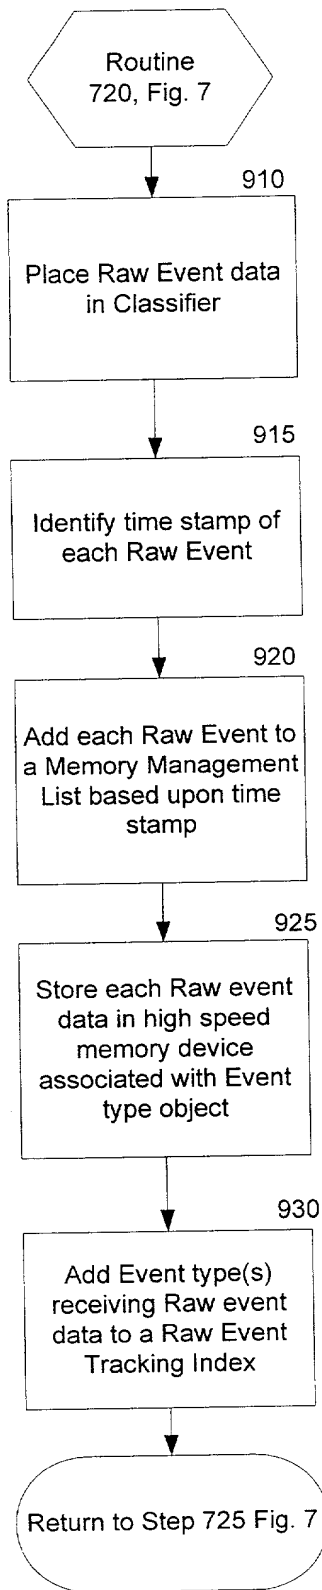 Routine
720, Fig. 7
910
Place Raw Event data
in Classifier
915
Identify time stamp of
each Raw Event
920
Add each Raw Event to
a Memory Management
List based upon time
stamp
925
Store each Raw event
data in high speed
memory device
associated with Event
type object
930
Add Event type(s)
receiving Raw event
data to a Raw Event
Tracking Index
Return to Step 725 Fig. 7